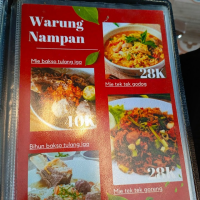 Warung
Nampan
Mie bakso tulang iga
28K
Mie tek tek godog
16K
Bihun bakso tulang iga
28K
Mie tek tek goreng